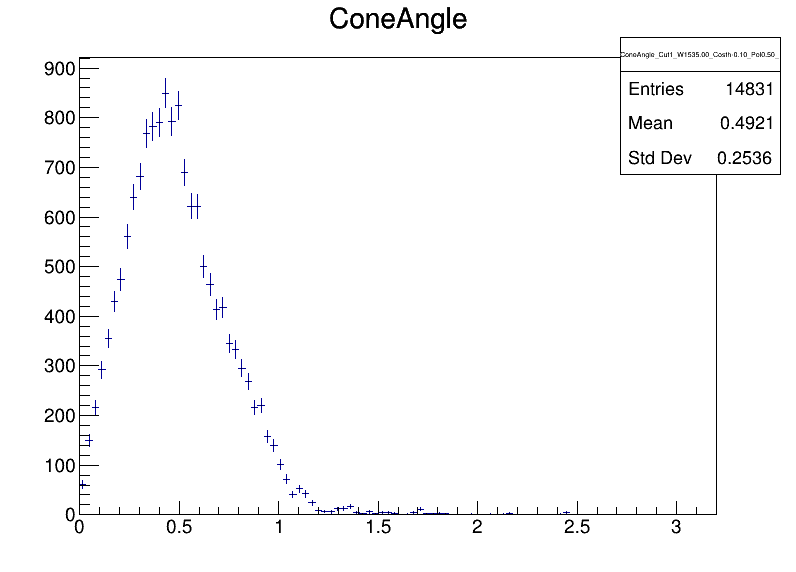 ConeAngle
ConeAngle_Cut1_W1535.00_Costh-0.10_Pol0.50_
Entries 14831
Mean 0.4921
Std Dev 0.2536
900
800
700
600
500
400
300
200
100
0
0 0.5 1 1.5 2 2.5 3